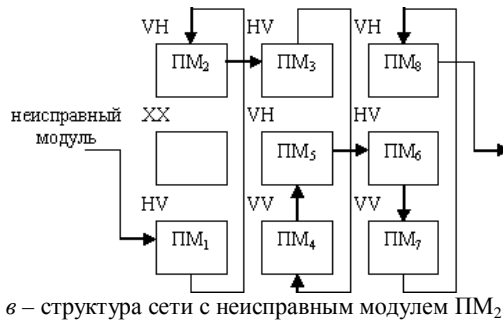 VH HV VH
ПМ₂ ПМ₃ ПМ₈
неисправный XX VH HV
модуль
ПМ₅ ПМ₆
HV VV VV
ПМ₁ ПМ₄ ПМ₇
в – структура сети с неисправным модулем ПМ₂